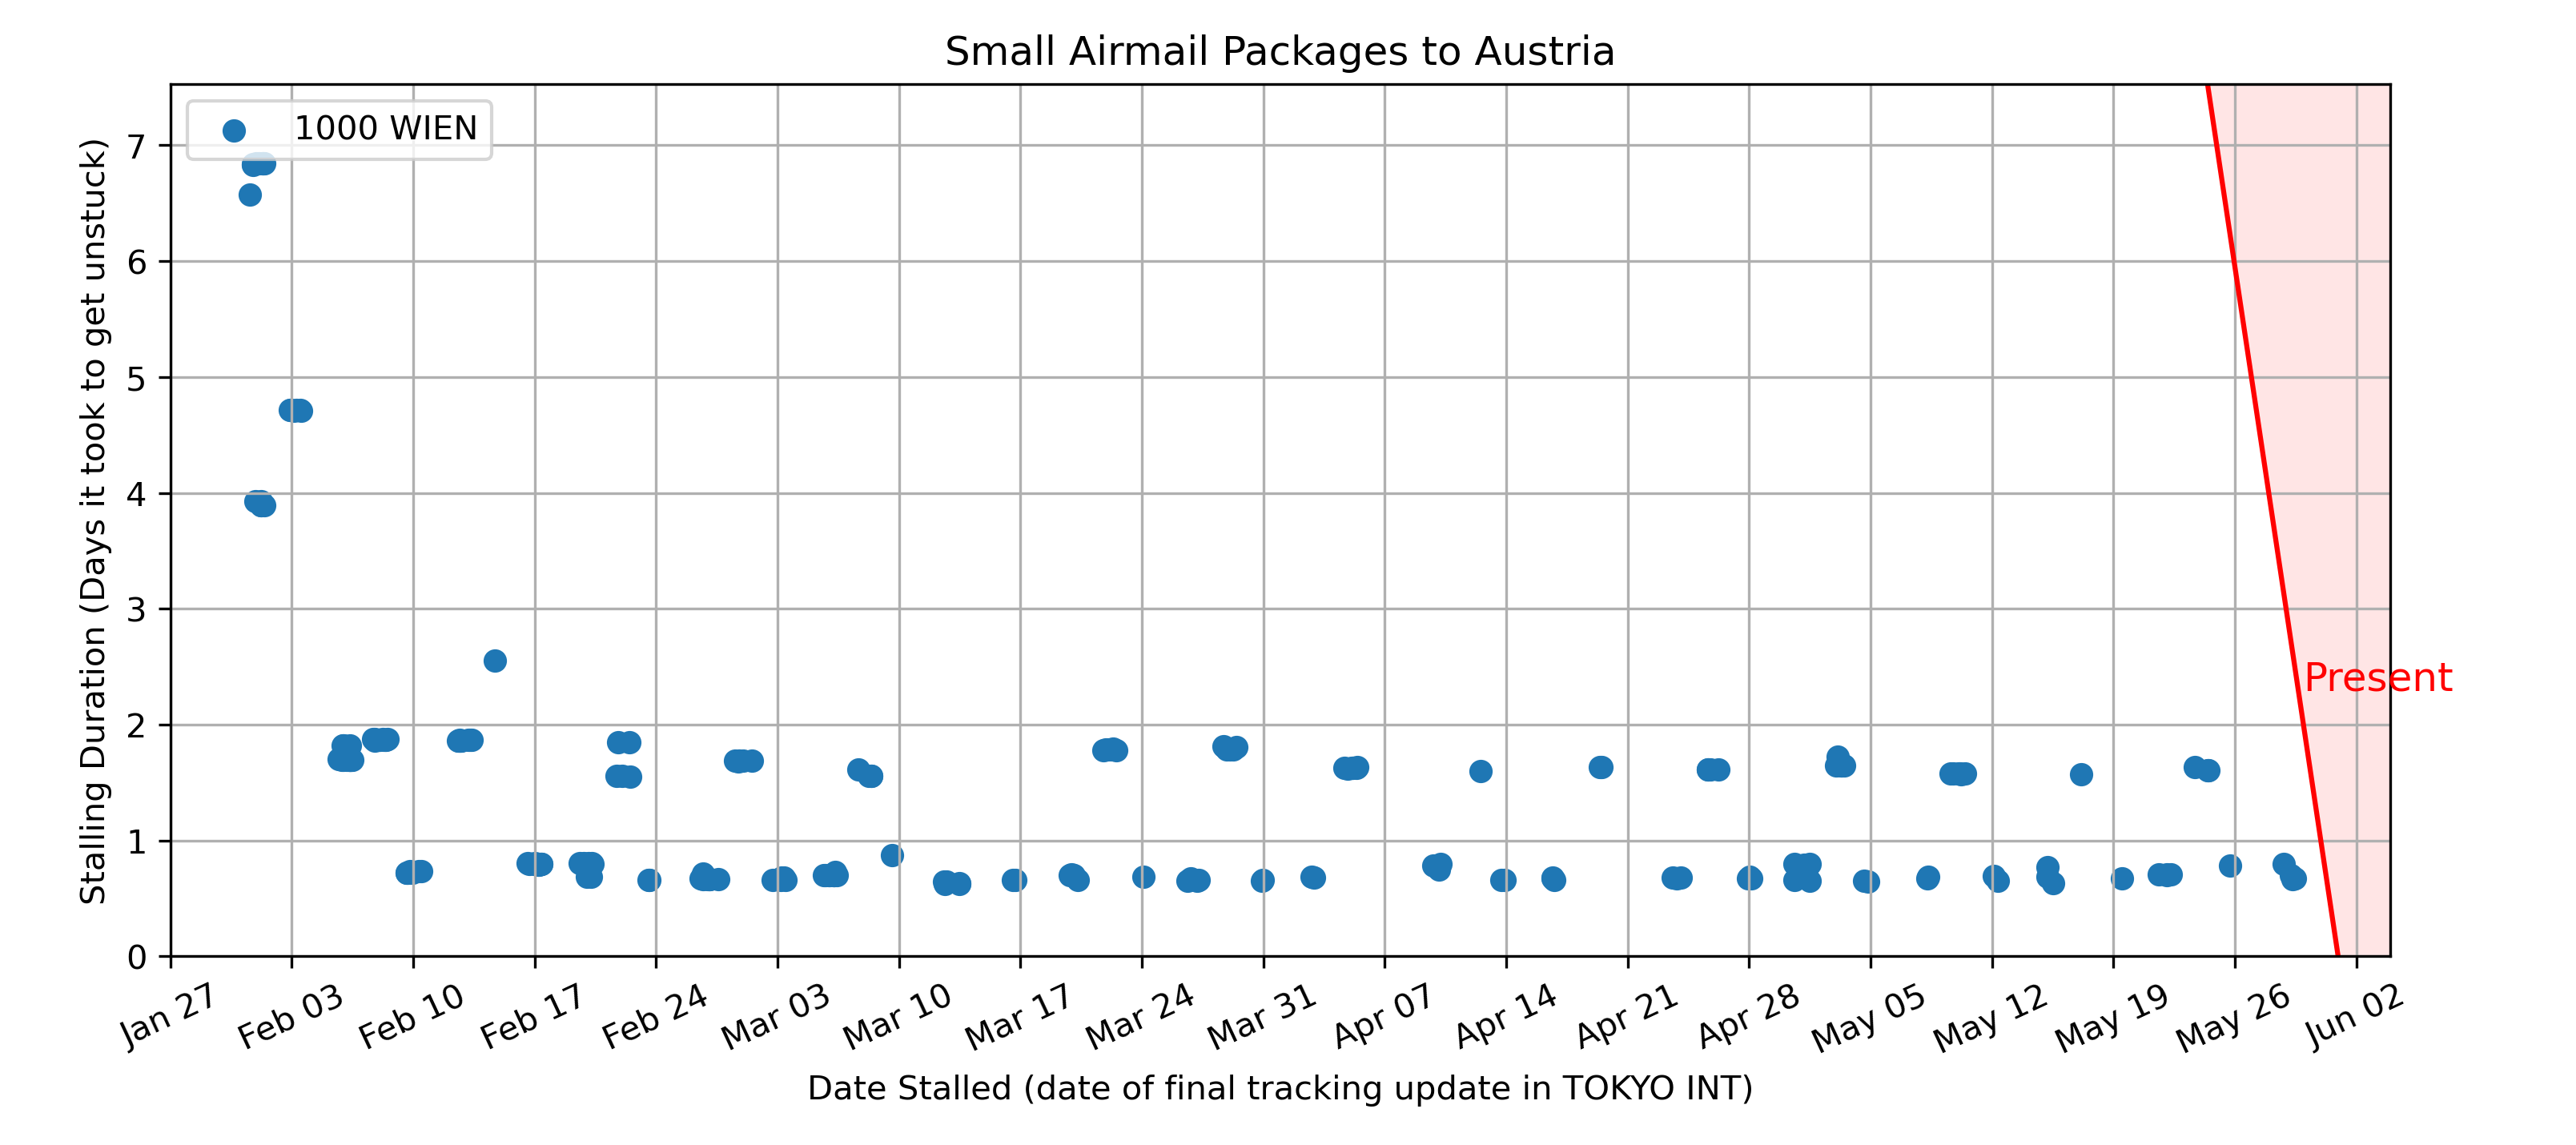 Small Airmail Packages to Austria
1000 WIEN
7
6
5
4
3
2
1
0
Stalling Duration (Days it took to get unstuck)
Present
Jan 27
Feb 03
Feb 10
Feb 17
Feb 24
Mar 03
Mar 10
Mar 17
Mar 24
Mar 31
Apr 07
Apr 14
Apr 21
Apr 28
May 05
May 12
May 19
May 26
Jun 02
Date Stalled (date of final tracking update in TOKYO INT)